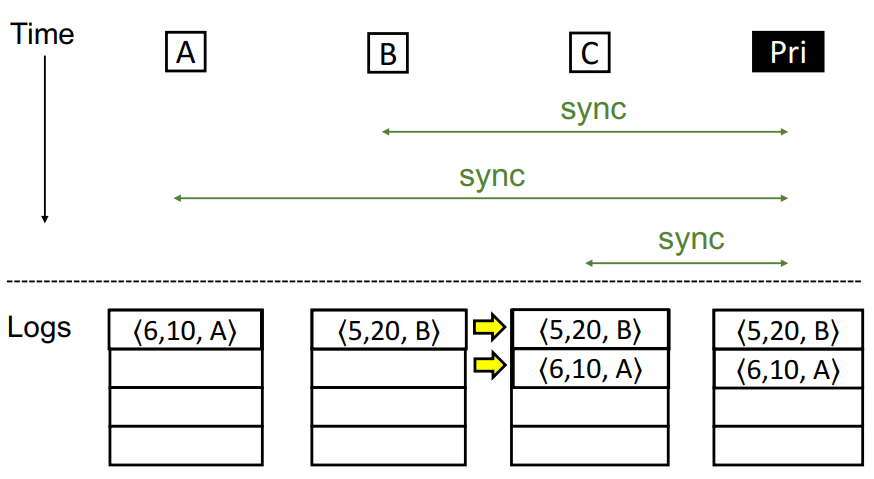 Time
A
B
C
Pri
sync
sync
sync
Logs
⟨6,10, A⟩
⟨5,20, B⟩
⟨5,20, B⟩
⟨5,20, B⟩
⟨6,10, A⟩
⟨6,10, A⟩